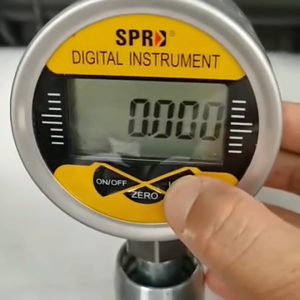 SPR
DIGITAL INSTRUMENT
0.000
ON/OFF
ZERO